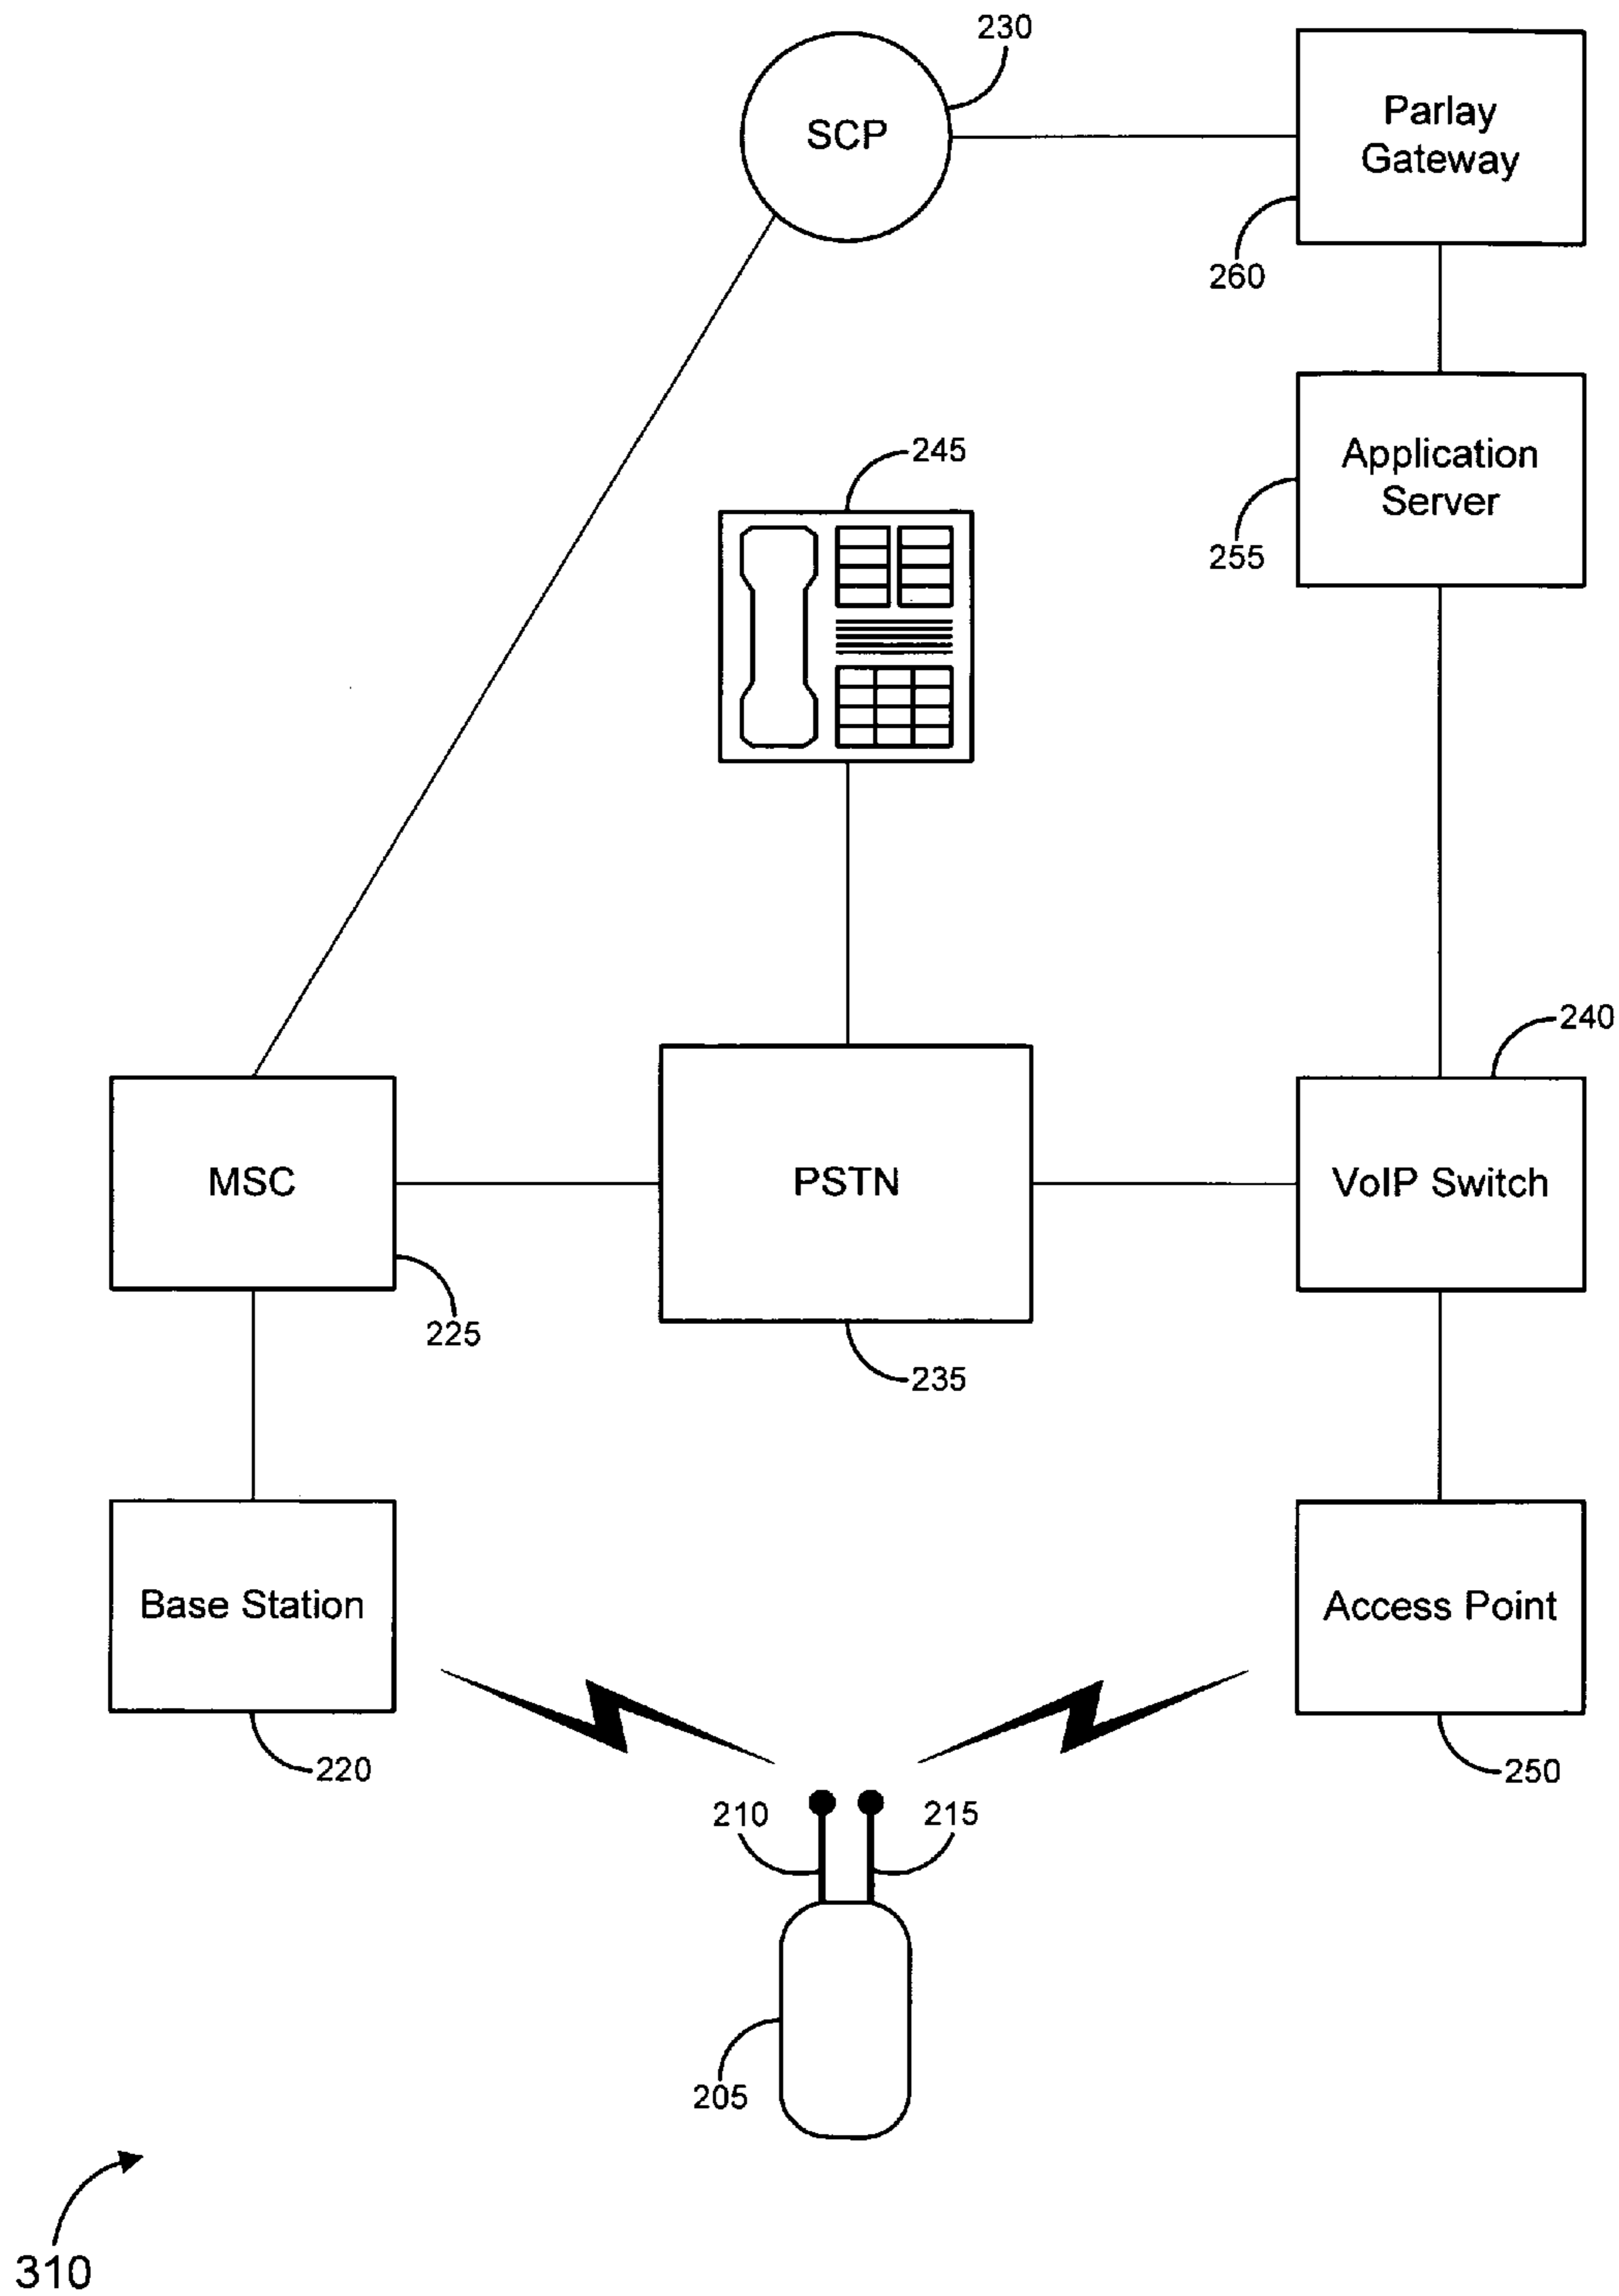 230
SCP
Parlay
Gateway
260
245
Application
Server
255
240
MSC
PSTN
VoIP Switch
225
235
Base Station
Access Point
220
250
210
215
205
310